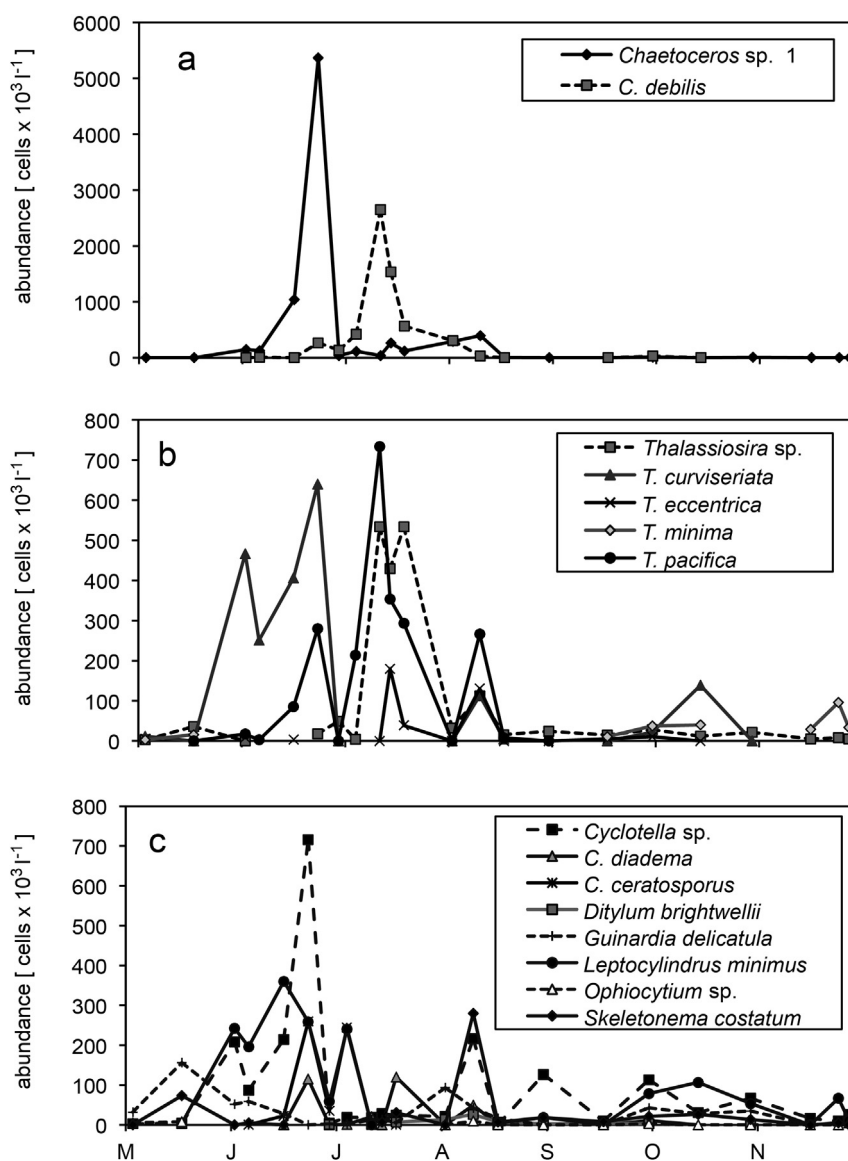 a
Chaetoceros sp. 1
C. debilis
abundance [ cells x 10³ l⁻¹ ]
6000
5000
4000
3000
2000
1000
0
b
Thalassiosira sp.
T. curviseriata
T. eccentrica
T. minima
T. pacifica
abundance [ cells x 10³ l⁻¹ ]
800
700
600
500
400
300
200
100
0
c
Cyclotella sp.
C. diadema
C. ceratosporus
Ditylum brightwellii
Guinardia delicatula
Leptocylindrus minimus
Ophiocytium sp.
Skeletonema costatum
abundance [ cells x 10³ l⁻¹ ]
800
700
600
500
400
300
200
100
0
M J J A S O N